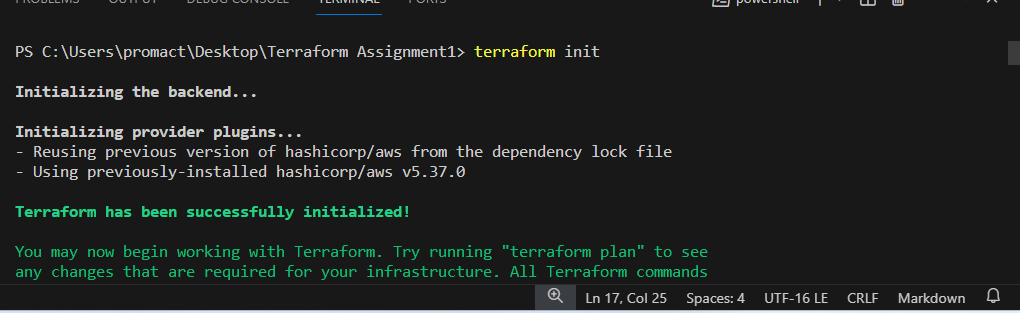 PROBLEMS OUTPUT DEBUG CONSOLE TERMINAL PORTS powershell
PS C:\Users\promact\Desktop\Terraform Assignment1> terraform init
Initializing the backend...
Initializing provider plugins...
- Reusing previous version of hashicorp/aws from the dependency lock file
- Using previously-installed hashicorp/aws v5.37.0
Terraform has been successfully initialized!
You may now begin working with Terraform. Try running "terraform plan" to see
any changes that are required for your infrastructure. All Terraform commands
Ln 17, Col 25 Spaces: 4 UTF-16 LE CRLF Markdown